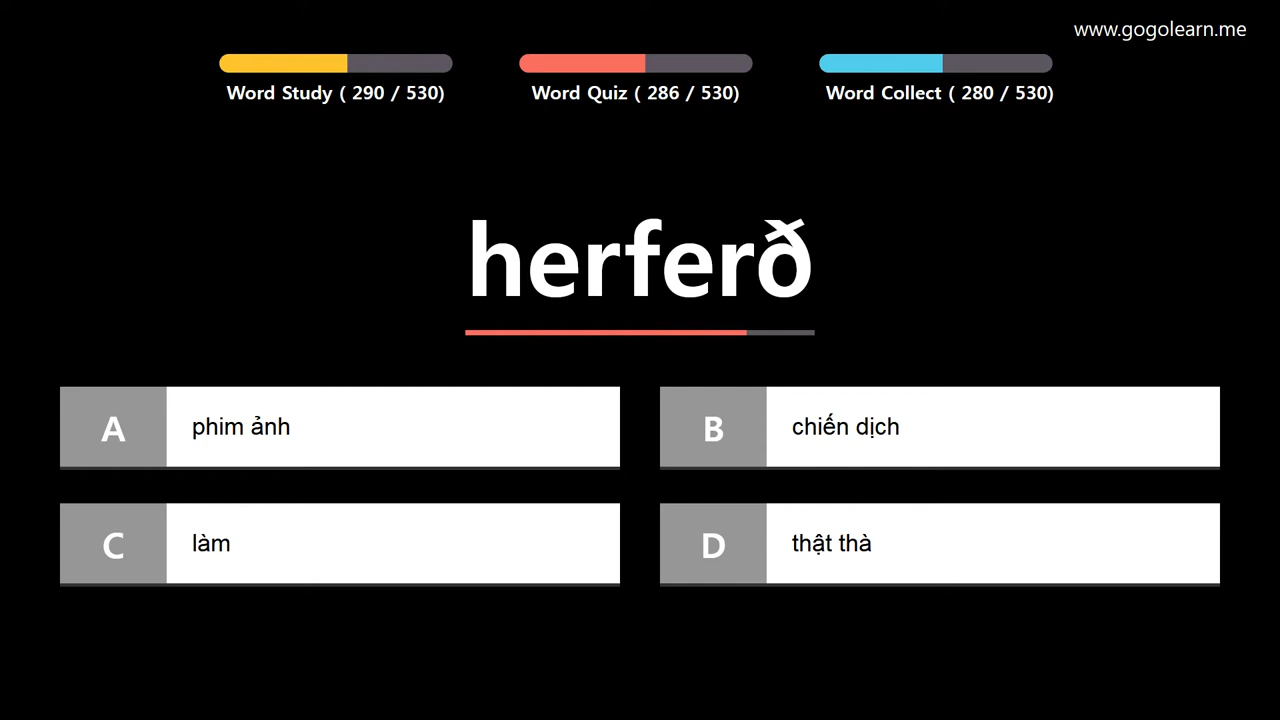 www.gogolearn.me
Word Study ( 290 / 530)
Word Quiz ( 286 / 530)
Word Collect ( 280 / 530)
herferð
A phim ảnh
B chiến dịch
C làm
D thật thà